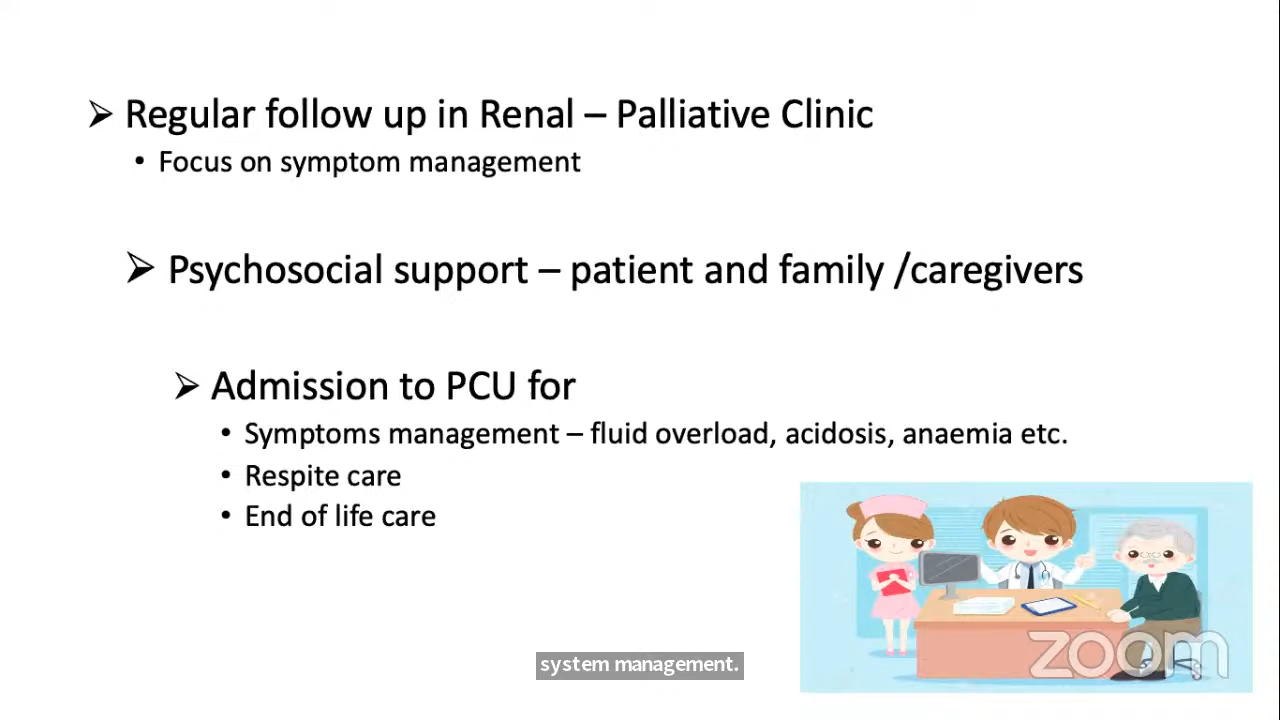 ➢ Regular follow up in Renal – Palliative Clinic
• Focus on symptom management
➢ Psychosocial support – patient and family /caregivers
➢ Admission to PCU for
• Symptoms management – fluid overload, acidosis, anaemia etc.
• Respite care
• End of life care
zoom
system management.